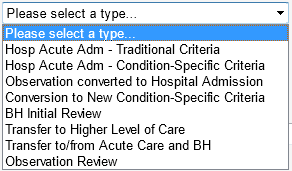 Please select a type...
Please select a type...
Hosp Acute Adm - Traditional Criteria
Hosp Acute Adm - Condition-Specific Criteria
Observation converted to Hospital Admission
Conversion to New Condition-Specific Criteria
BH Initial Review
Transfer to Higher Level of Care
Transfer to/from Acute Care and BH
Observation Review